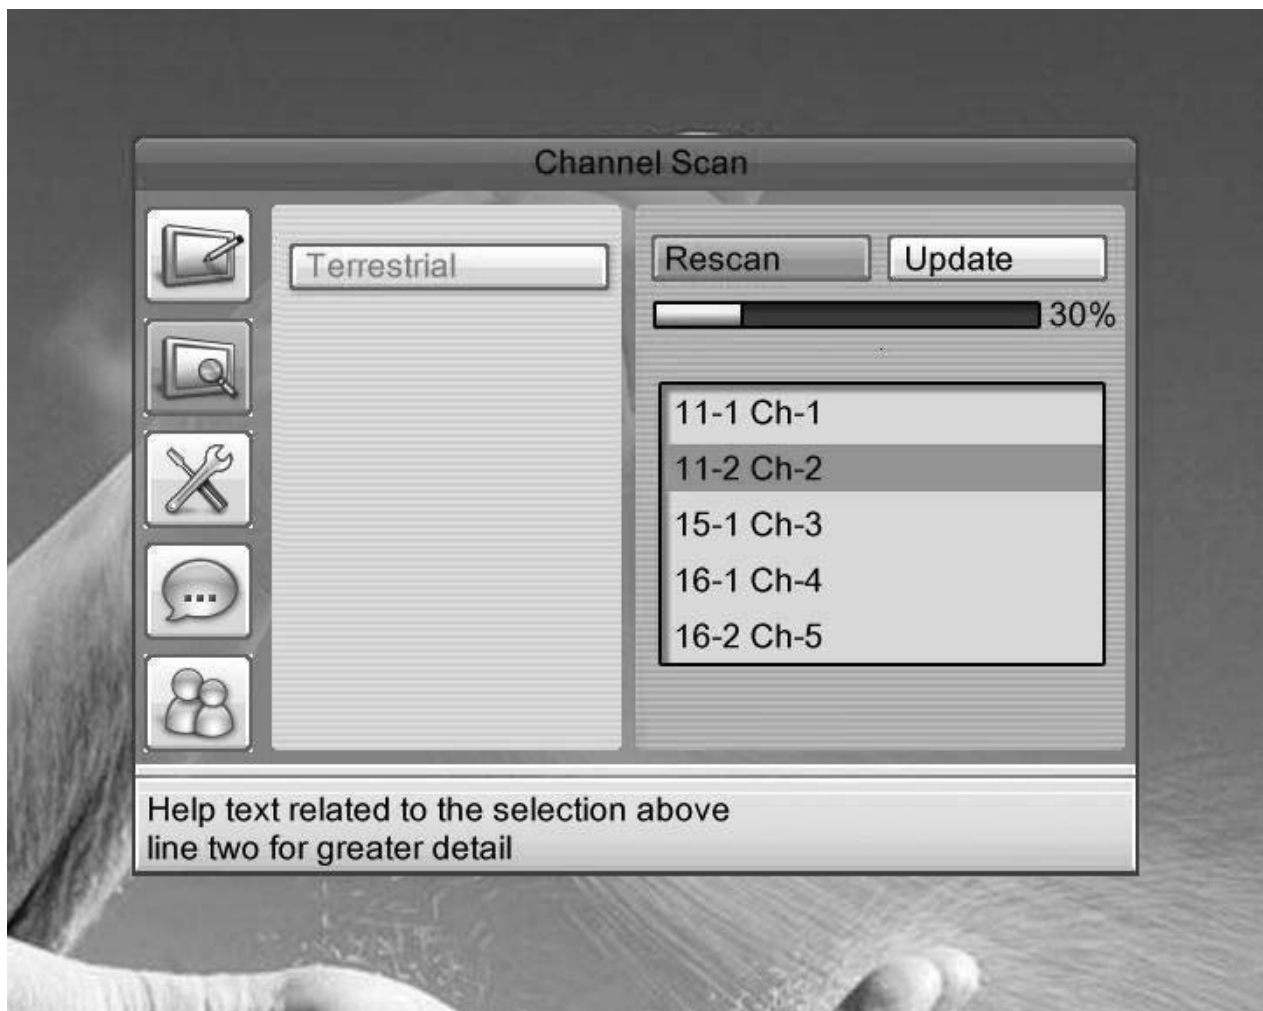 Channel Scan
Terrestrial
Rescan
Update
30%
11-1 Ch-1
11-2 Ch-2
15-1 Ch-3
16-1 Ch-4
16-2 Ch-5
Help text related to the selection above
line two for greater detail